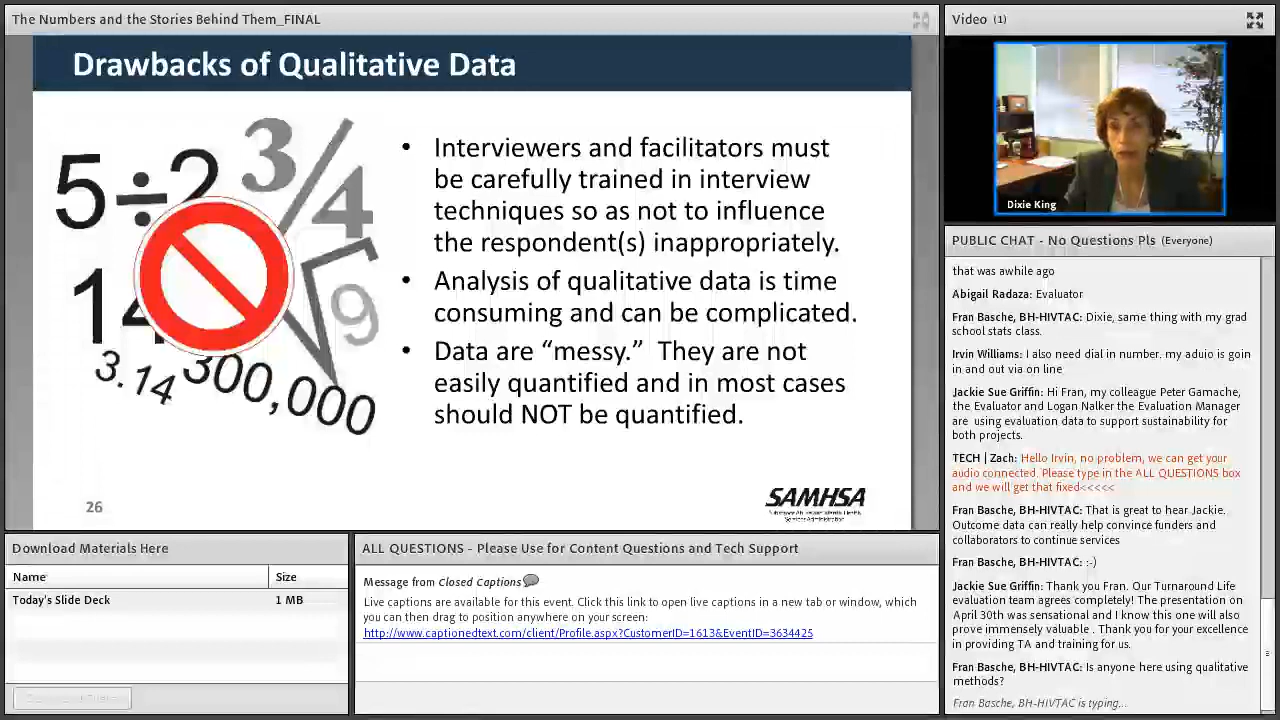 The Numbers and the Stories Behind Them_FINAL
Drawbacks of Qualitative Data
5÷2
3/4
14
√9
3.14
300,000
• Interviewers and facilitators must
be carefully trained in interview
techniques so as not to influence
the respondent(s) inappropriately.
• Analysis of qualitative data is time
consuming and can be complicated.
• Data are “messy.”  They are not
easily quantified and in most cases
should NOT be quantified.
26
SAMHSA
Video (1)
Dixie King
PUBLIC CHAT - No Questions Pls (Everyone)
that was awhile ago
Abigail Radaza: Evaluator
Fran Basche, BH-HIVTAC: Dixie, same thing with my grad
school stats class.
Irvin Williams: I also need dial in number. my aduio is goin
in and out via on line
Jackie Sue Griffin: Hi Fran, my colleague Peter Gamache,
the Evaluator and Logan Nalker the Evaluation Manager
are using evaluation data to support sustainability for
both projects.
TECH | Zach: Hello Irvin, no problem, we can get your
audio connected. Please type in the ALL QUESTIONS box
and we will get that fixed<<<<<
Fran Basche, BH-HIVTAC: That is great to hear Jackie.
Outcome data can really help convince funders and
collaborators to continue services
Fran Basche, BH-HIVTAC: :-)
Jackie Sue Griffin: Thank you Fran. Our Turnaround Life
evaluation team agrees completely! The presentation on
April 30th was sensational and I know this one will also
prove immensely valuable . Thank you for your excellence
in providing TA and training for us.
Fran Basche, BH-HIVTAC: Is anyone here using qualitative
methods?
Fran Basche, BH-HIVTAC is typing...
Download Materials Here
Name Size
Today's Slide Deck 1 MB
ALL QUESTIONS - Please Use for Content Questions and Tech Support
Message from Closed Captions
Live captions are available for this event. Click this link to open live captions in a new tab or window, which
you can then drag to position anywhere on your screen:
http://www.captionedtext.com/client/Profile.aspx?CustomerID=1613&EventID=3634425